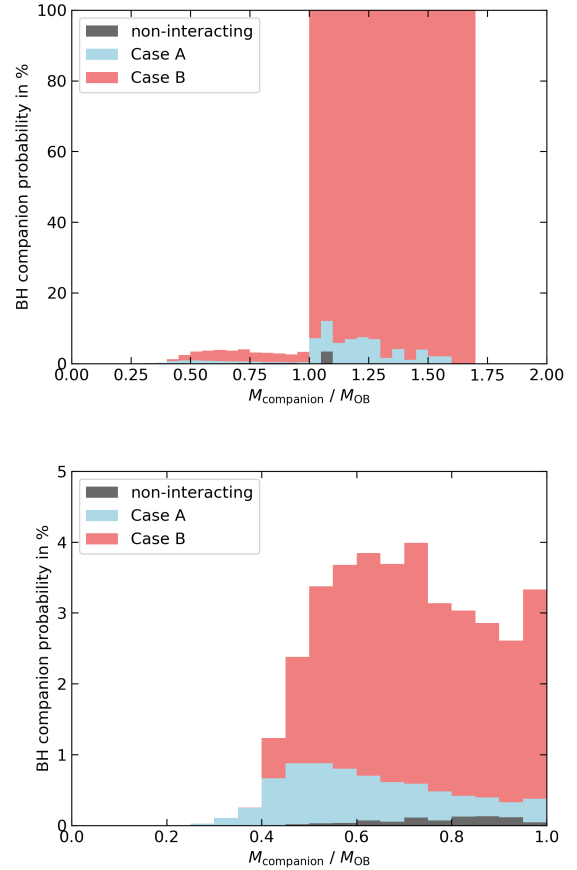 100
80
60
40
20
0
BH companion probability in %
non-interacting
Case A
Case B
0.00 0.25 0.50 0.75 1.00 1.25 1.50 1.75 2.00
M_companion / M_OB
5
4
3
2
1
0
BH companion probability in %
non-interacting
Case A
Case B
0.0 0.2 0.4 0.6 0.8 1.0
M_companion / M_OB